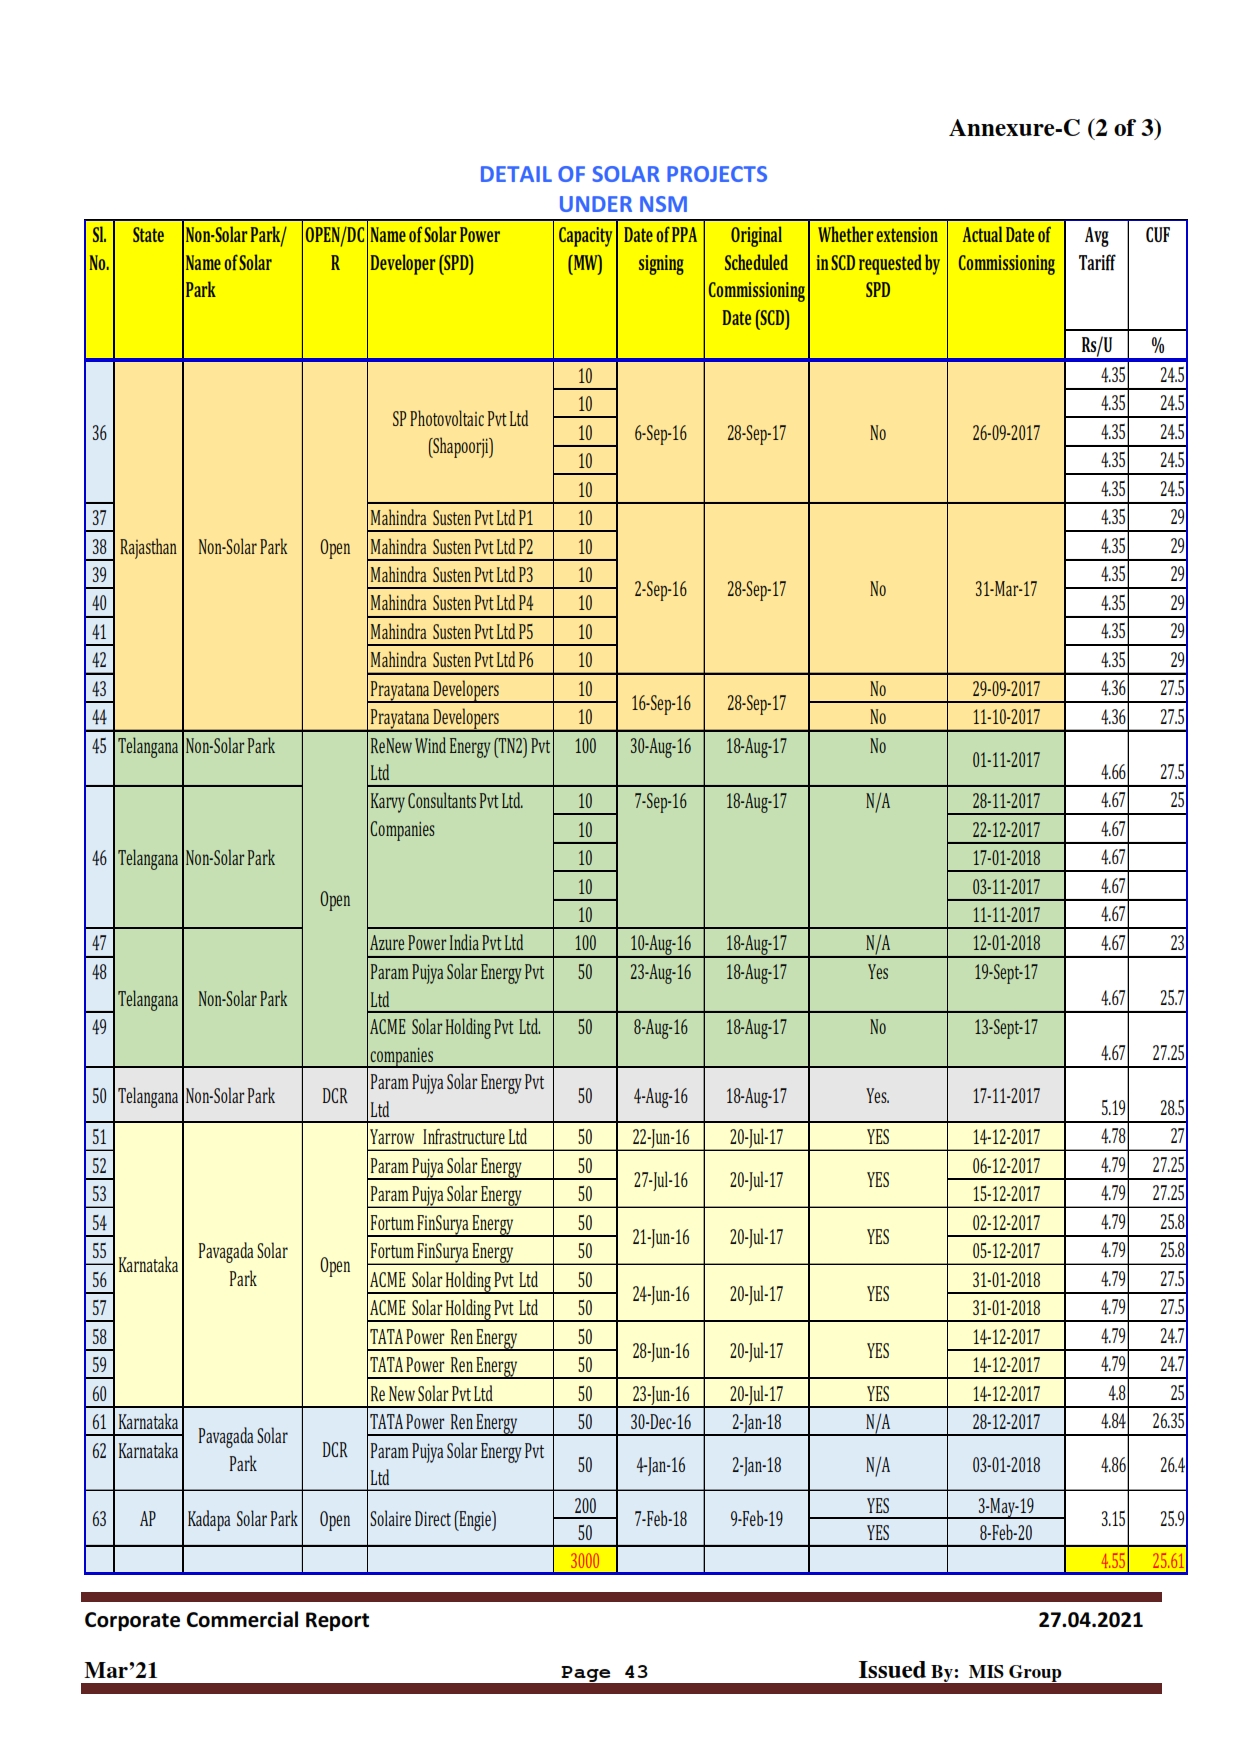 Annexure-C (2 of 3)
DETAIL OF SOLAR PROJECTS
UNDER NSM
Sl. No. State Non-Solar Park/ Name of Solar Park OPEN/DCR Name of Solar Power Developer (SPD) Capacity (MW) Date of PPA signing Original Scheduled Commissioning Date (SCD) Whether extension in SCD requested by SPD Actual Date of Commissioning Avg Tariff CUF
Rs/U %
36 Rajasthan Non-Solar Park Open SP Photovoltaic Pvt Ltd (Shapoorji) 10 6-Sep-16 28-Sep-17 No 26-09-2017 4.35 24.5
10 4.35 24.5
10 4.35 24.5
10 4.35 24.5
10 4.35 24.5
37 Mahindra Susten Pvt Ltd P1 10 2-Sep-16 28-Sep-17 No 31-Mar-17 4.35 29
38 Mahindra Susten Pvt Ltd P2 10 4.35 29
39 Mahindra Susten Pvt Ltd P3 10 4.35 29
40 Mahindra Susten Pvt Ltd P4 10 4.35 29
41 Mahindra Susten Pvt Ltd P5 10 4.35 29
42 Mahindra Susten Pvt Ltd P6 10 4.35 29
43 Prayatana Developers 10 16-Sep-16 28-Sep-17 No 29-09-2017 4.36 27.5
44 Prayatana Developers 10 No 11-10-2017 4.36 27.5
45 Telangana Non-Solar Park Open ReNew Wind Energy (TN2) Pvt Ltd 100 30-Aug-16 18-Aug-17 No 01-11-2017 4.66 27.5
46 Telangana Non-Solar Park Karvy Consultants Pvt Ltd. Companies 10 7-Sep-16 18-Aug-17 N/A 28-11-2017 4.67 25
10 22-12-2017 4.67
10 17-01-2018 4.67
10 03-11-2017 4.67
10 11-11-2017 4.67
47 Telangana Non-Solar Park Azure Power India Pvt Ltd 100 10-Aug-16 18-Aug-17 N/A 12-01-2018 4.67 23
48 Param Pujya Solar Energy Pvt Ltd 50 23-Aug-16 18-Aug-17 Yes 19-Sept-17 4.67 25.7
49 ACME Solar Holding Pvt Ltd. companies 50 8-Aug-16 18-Aug-17 No 13-Sept-17 4.67 27.25
50 Telangana Non-Solar Park DCR Param Pujya Solar Energy Pvt Ltd 50 4-Aug-16 18-Aug-17 Yes. 17-11-2017 5.19 28.5
51 Karnataka Pavagada Solar Park Open Yarrow Infrastructure Ltd 50 22-Jun-16 20-Jul-17 YES 14-12-2017 4.78 27
52 Param Pujya Solar Energy 50 27-Jul-16 20-Jul-17 YES 06-12-2017 4.79 27.25
53 Param Pujya Solar Energy 50 15-12-2017 4.79 27.25
54 Fortum FinSurya Energy 50 21-Jun-16 20-Jul-17 YES 02-12-2017 4.79 25.8
55 Fortum FinSurya Energy 50 05-12-2017 4.79 25.8
56 ACME Solar Holding Pvt Ltd 50 24-Jun-16 20-Jul-17 YES 31-01-2018 4.79 27.5
57 ACME Solar Holding Pvt Ltd 50 31-01-2018 4.79 27.5
58 TATA Power Ren Energy 50 28-Jun-16 20-Jul-17 YES 14-12-2017 4.79 24.7
59 TATA Power Ren Energy 50 14-12-2017 4.79 24.7
60 Re New Solar Pvt Ltd 50 23-Jun-16 20-Jul-17 YES 14-12-2017 4.8 25
61 Karnataka Pavagada Solar Park DCR TATA Power Ren Energy 50 30-Dec-16 2-Jan-18 N/A 28-12-2017 4.84 26.35
62 Karnataka Param Pujya Solar Energy Pvt Ltd 50 4-Jan-16 2-Jan-18 N/A 03-01-2018 4.86 26.4
63 AP Kadapa Solar Park Open Solaire Direct (Engie) 200 7-Feb-18 9-Feb-19 YES 3-May-19 3.15 25.9
50 YES 8-Feb-20
3000 4.55 25.61
Corporate Commercial Report 27.04.2021
Mar’21 Page 43 Issued By: MIS Group